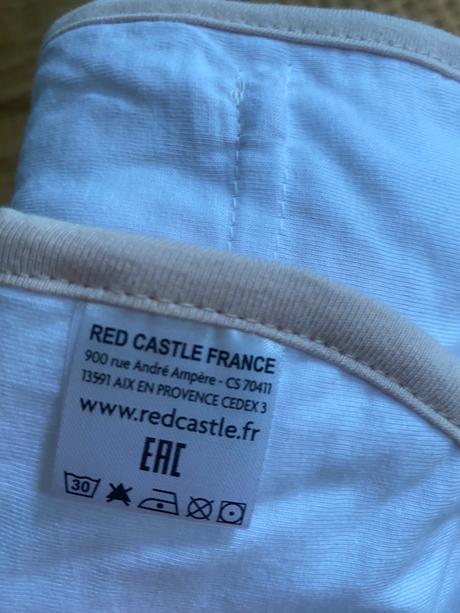 RED CASTLE FRANCE
900 rue André Ampère - CS 70411
13591 AIX EN PROVENCE CEDEX 3
www.redcastle.fr
EAC
30